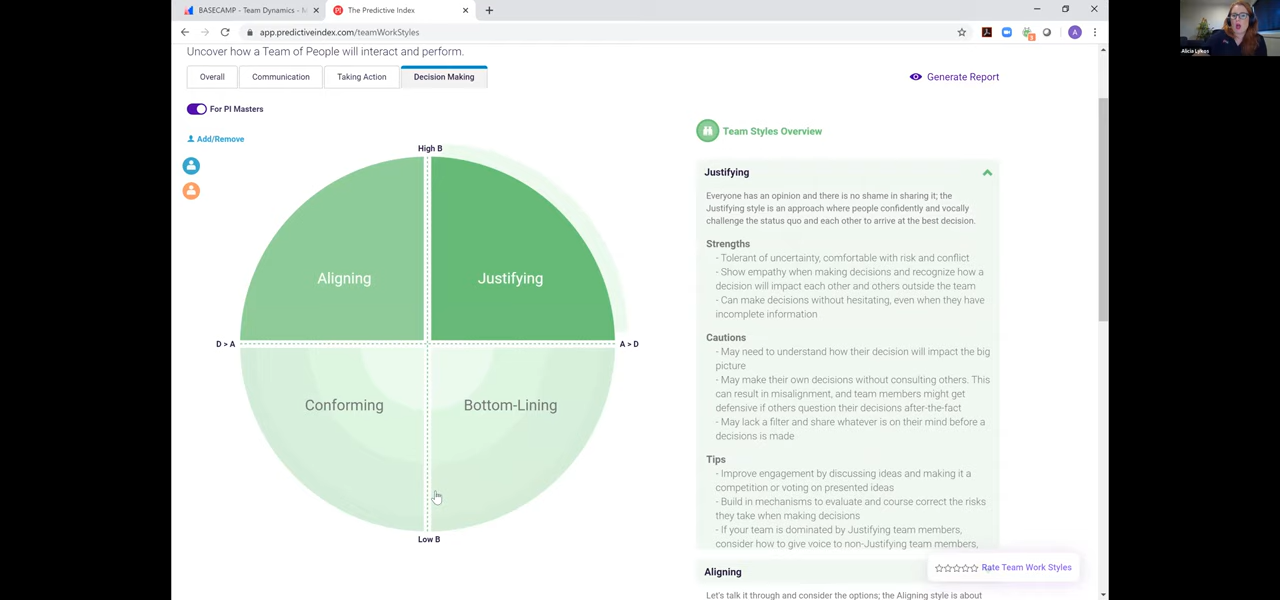 BASECAMP - Team Dynamics - M
The Predictive Index
app.predictiveindex.com/teamWorkStyles
A
Alicia Lykos
Uncover how a Team of People will interact and perform.
Overall
Communication
Taking Action
Decision Making
Generate Report
For PI Masters
Add/Remove
High B
Aligning
Justifying
D > A
A > D
Conforming
Bottom-Lining
Low B
Team Styles Overview
Justifying
Everyone has an opinion and there is no shame in sharing it; the
Justifying style is an approach where people confidently and vocally
challenge the status quo and each other to arrive at the best decision.
Strengths
- Tolerant of uncertainty, comfortable with risk and conflict
- Show empathy when making decisions and recognize how a
decision will impact each other and others outside the team
- Can make decisions without hesitating, even when they have
incomplete information
Cautions
- May need to understand how their decision will impact the big
picture
- May make their own decisions without consulting others. This
can result in misalignment, and team members might get
defensive if others question their decisions after-the-fact
- May lack a filter and share whatever is on their mind before a
decisions is made
Tips
- Improve engagement by discussing ideas and making it a
competition or voting on presented ideas
- Build in mechanisms to evaluate and course correct the risks
they take when making decisions
- If your team is dominated by Justifying team members,
consider how to give voice to non-Justifying team members,
Rate Team Work Styles
Aligning
Let's talk it through and consider the options; the Aligning style is about